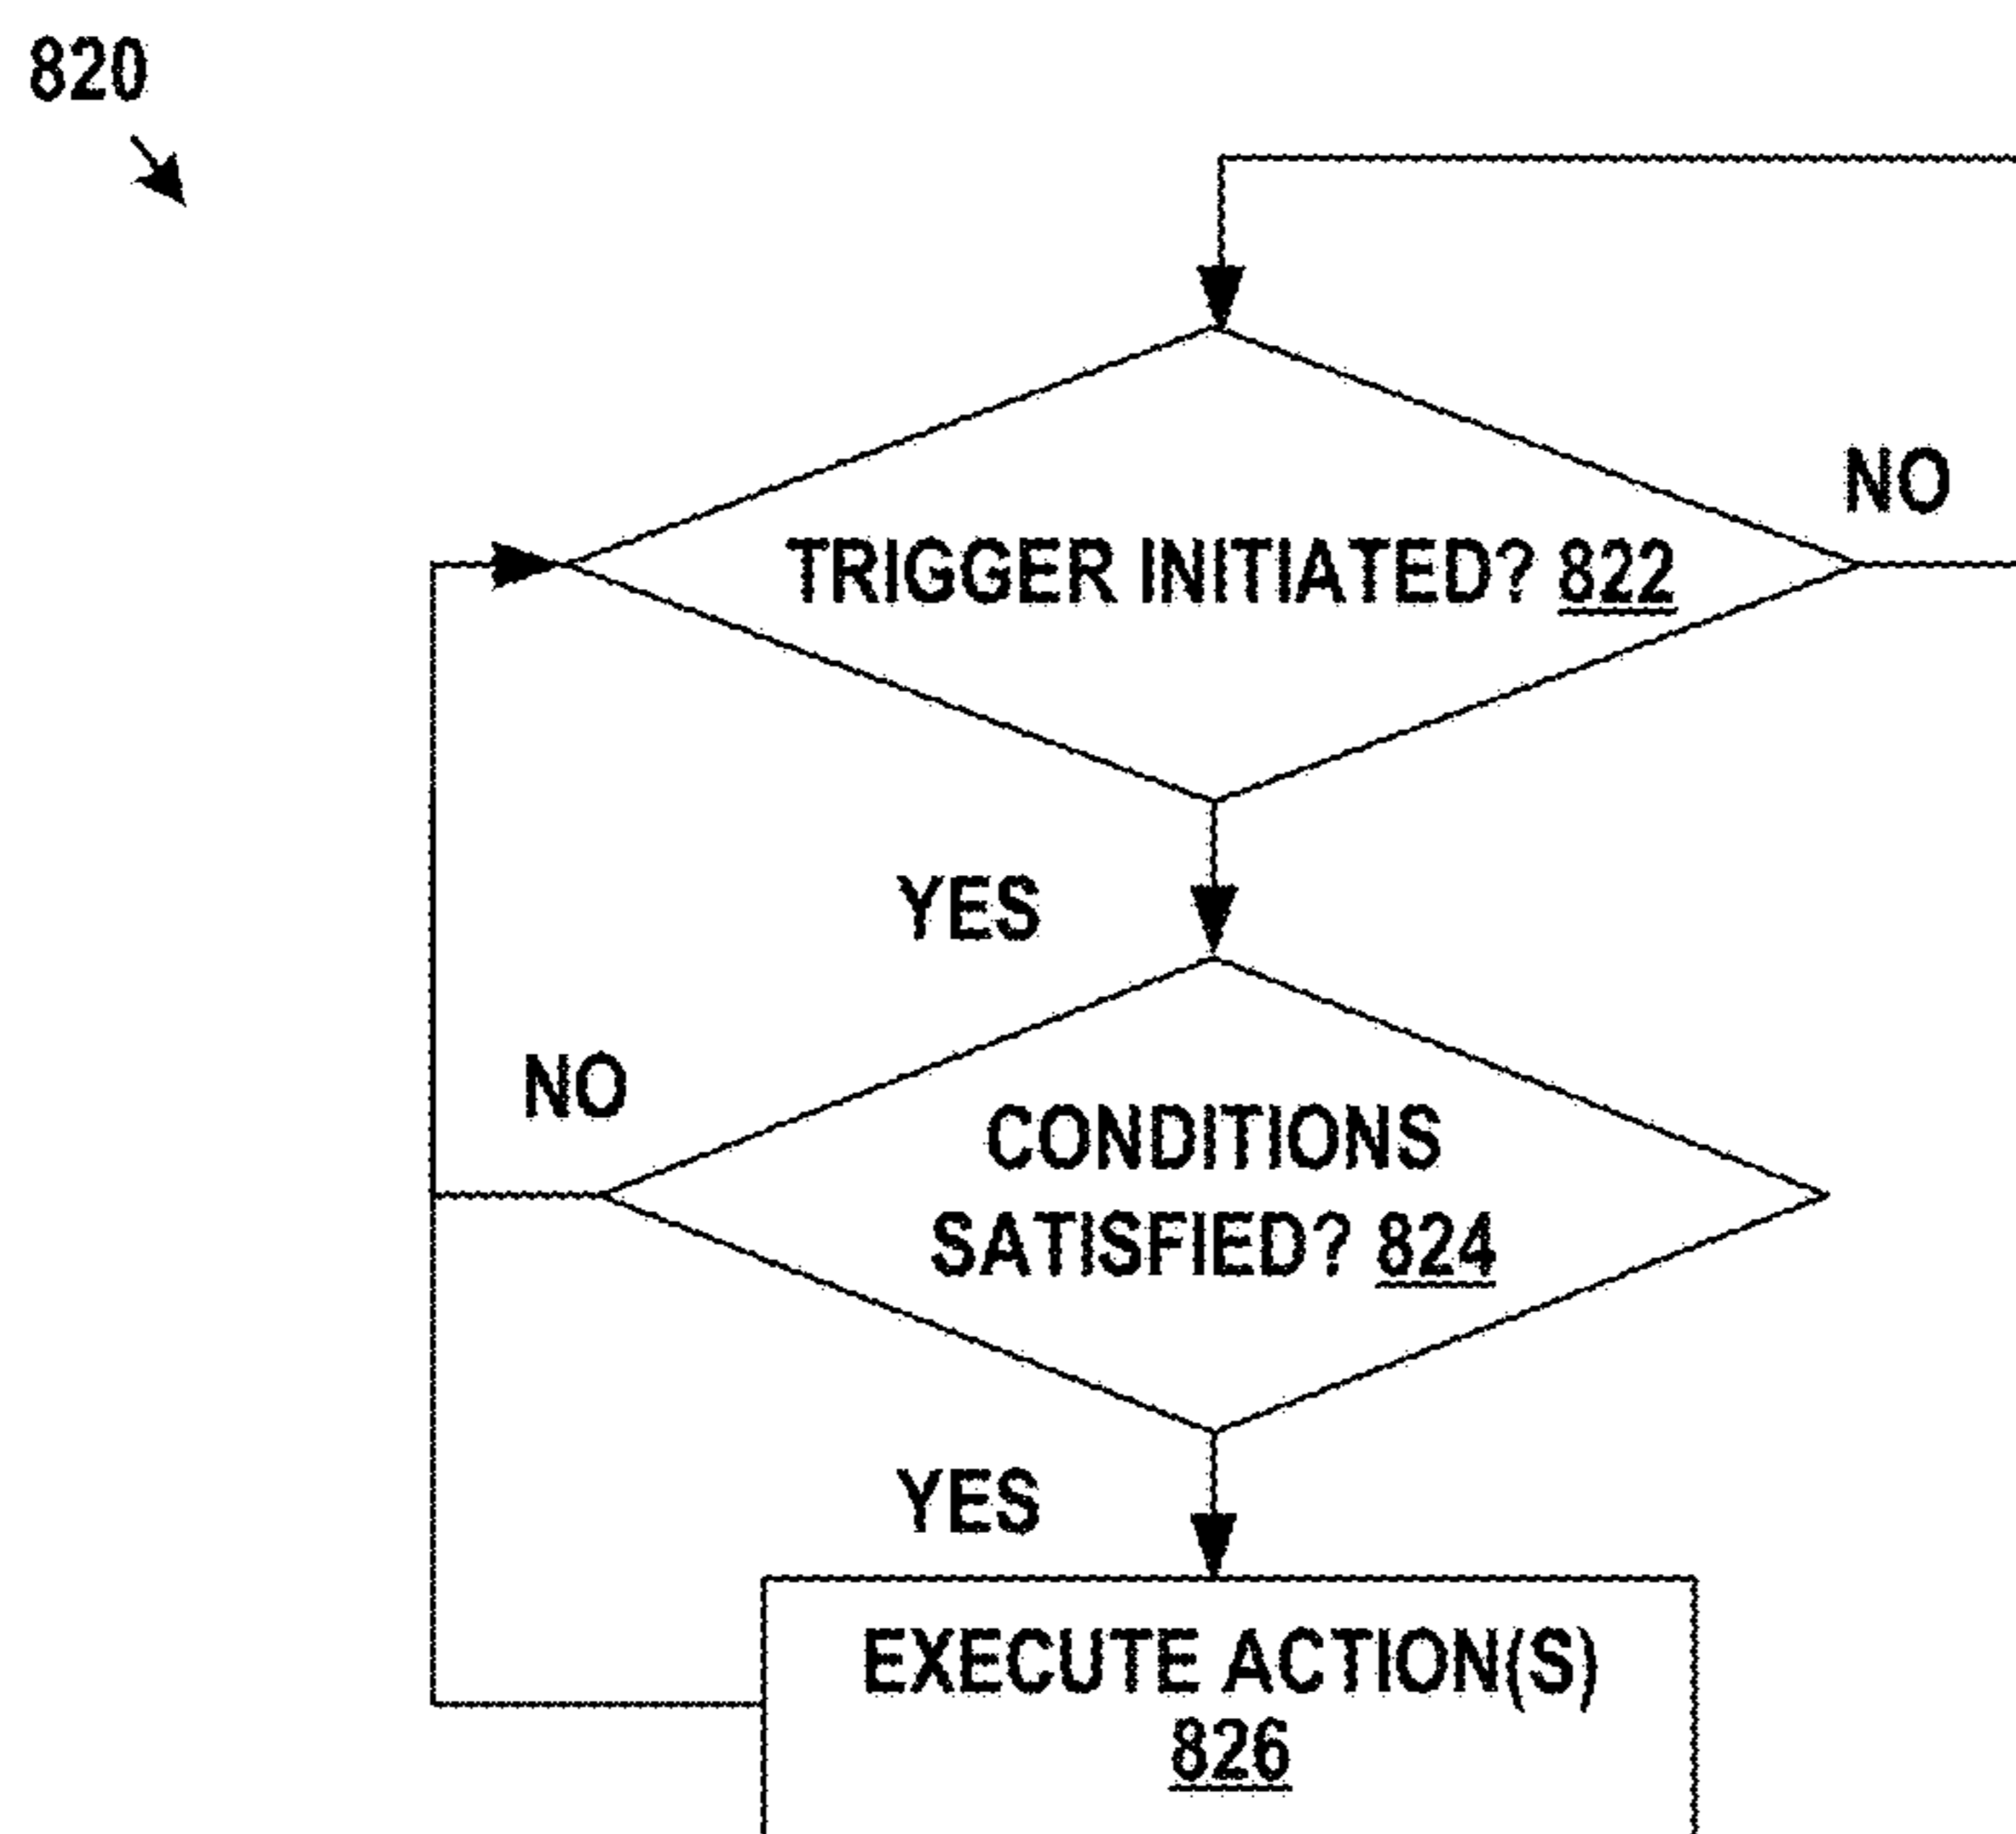 820
NO
TRIGGER INITIATED? 822
YES
NO
CONDITIONS
SATISFIED? 824
YES
EXECUTE ACTION(S)
826